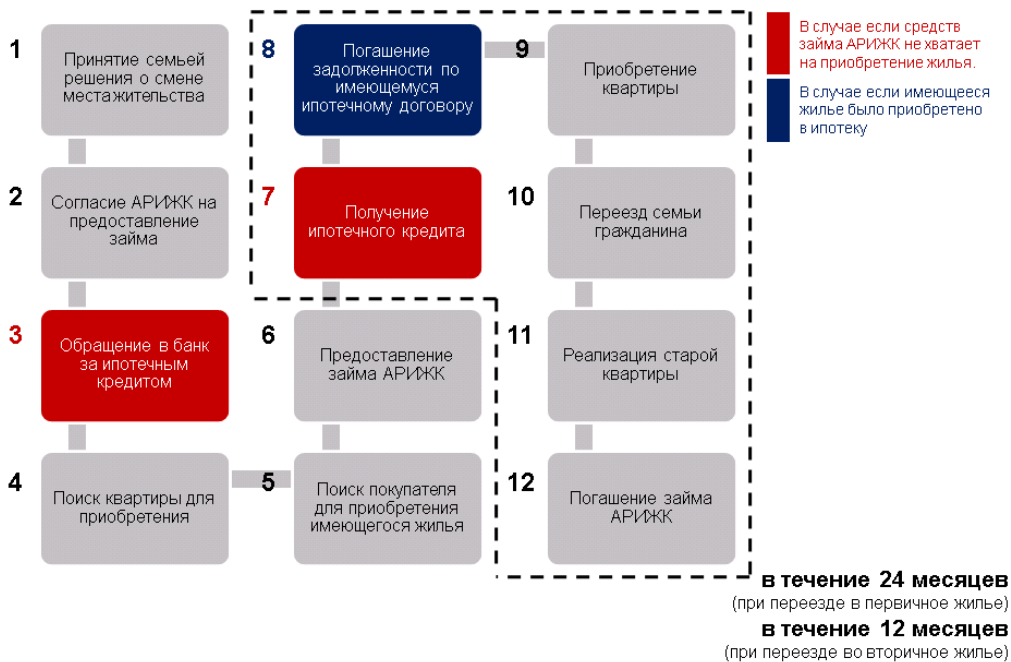 1
Принятие семьей
решения о смене
места жительства
2
Согласие АРИЖК на
предоставление
займа
3
Обращение в банк
за ипотечным
кредитом
4
Поиск квартиры для
приобретения
5
Поиск покупателя
для приобретения
имеющегося жилья
6
Предоставление
займа АРИЖК
7
Получение
ипотечного кредита
8
Погашение
задолженности по
имеющемуся
ипотечному договору
9
Приобретение
квартиры
10
Переезд семьи
гражданина
11
Реализация старой
квартиры
12
Погашение займа
АРИЖК
В случае если средств
займа АРИЖК не хватает
на приобретение жилья.
В случае если имеющееся
жилье было приобретено
в ипотеку
в течение 24 месяцев
(при переезде в первичное жилье)
в течение 12 месяцев
(при переезде во вторичное жилье)